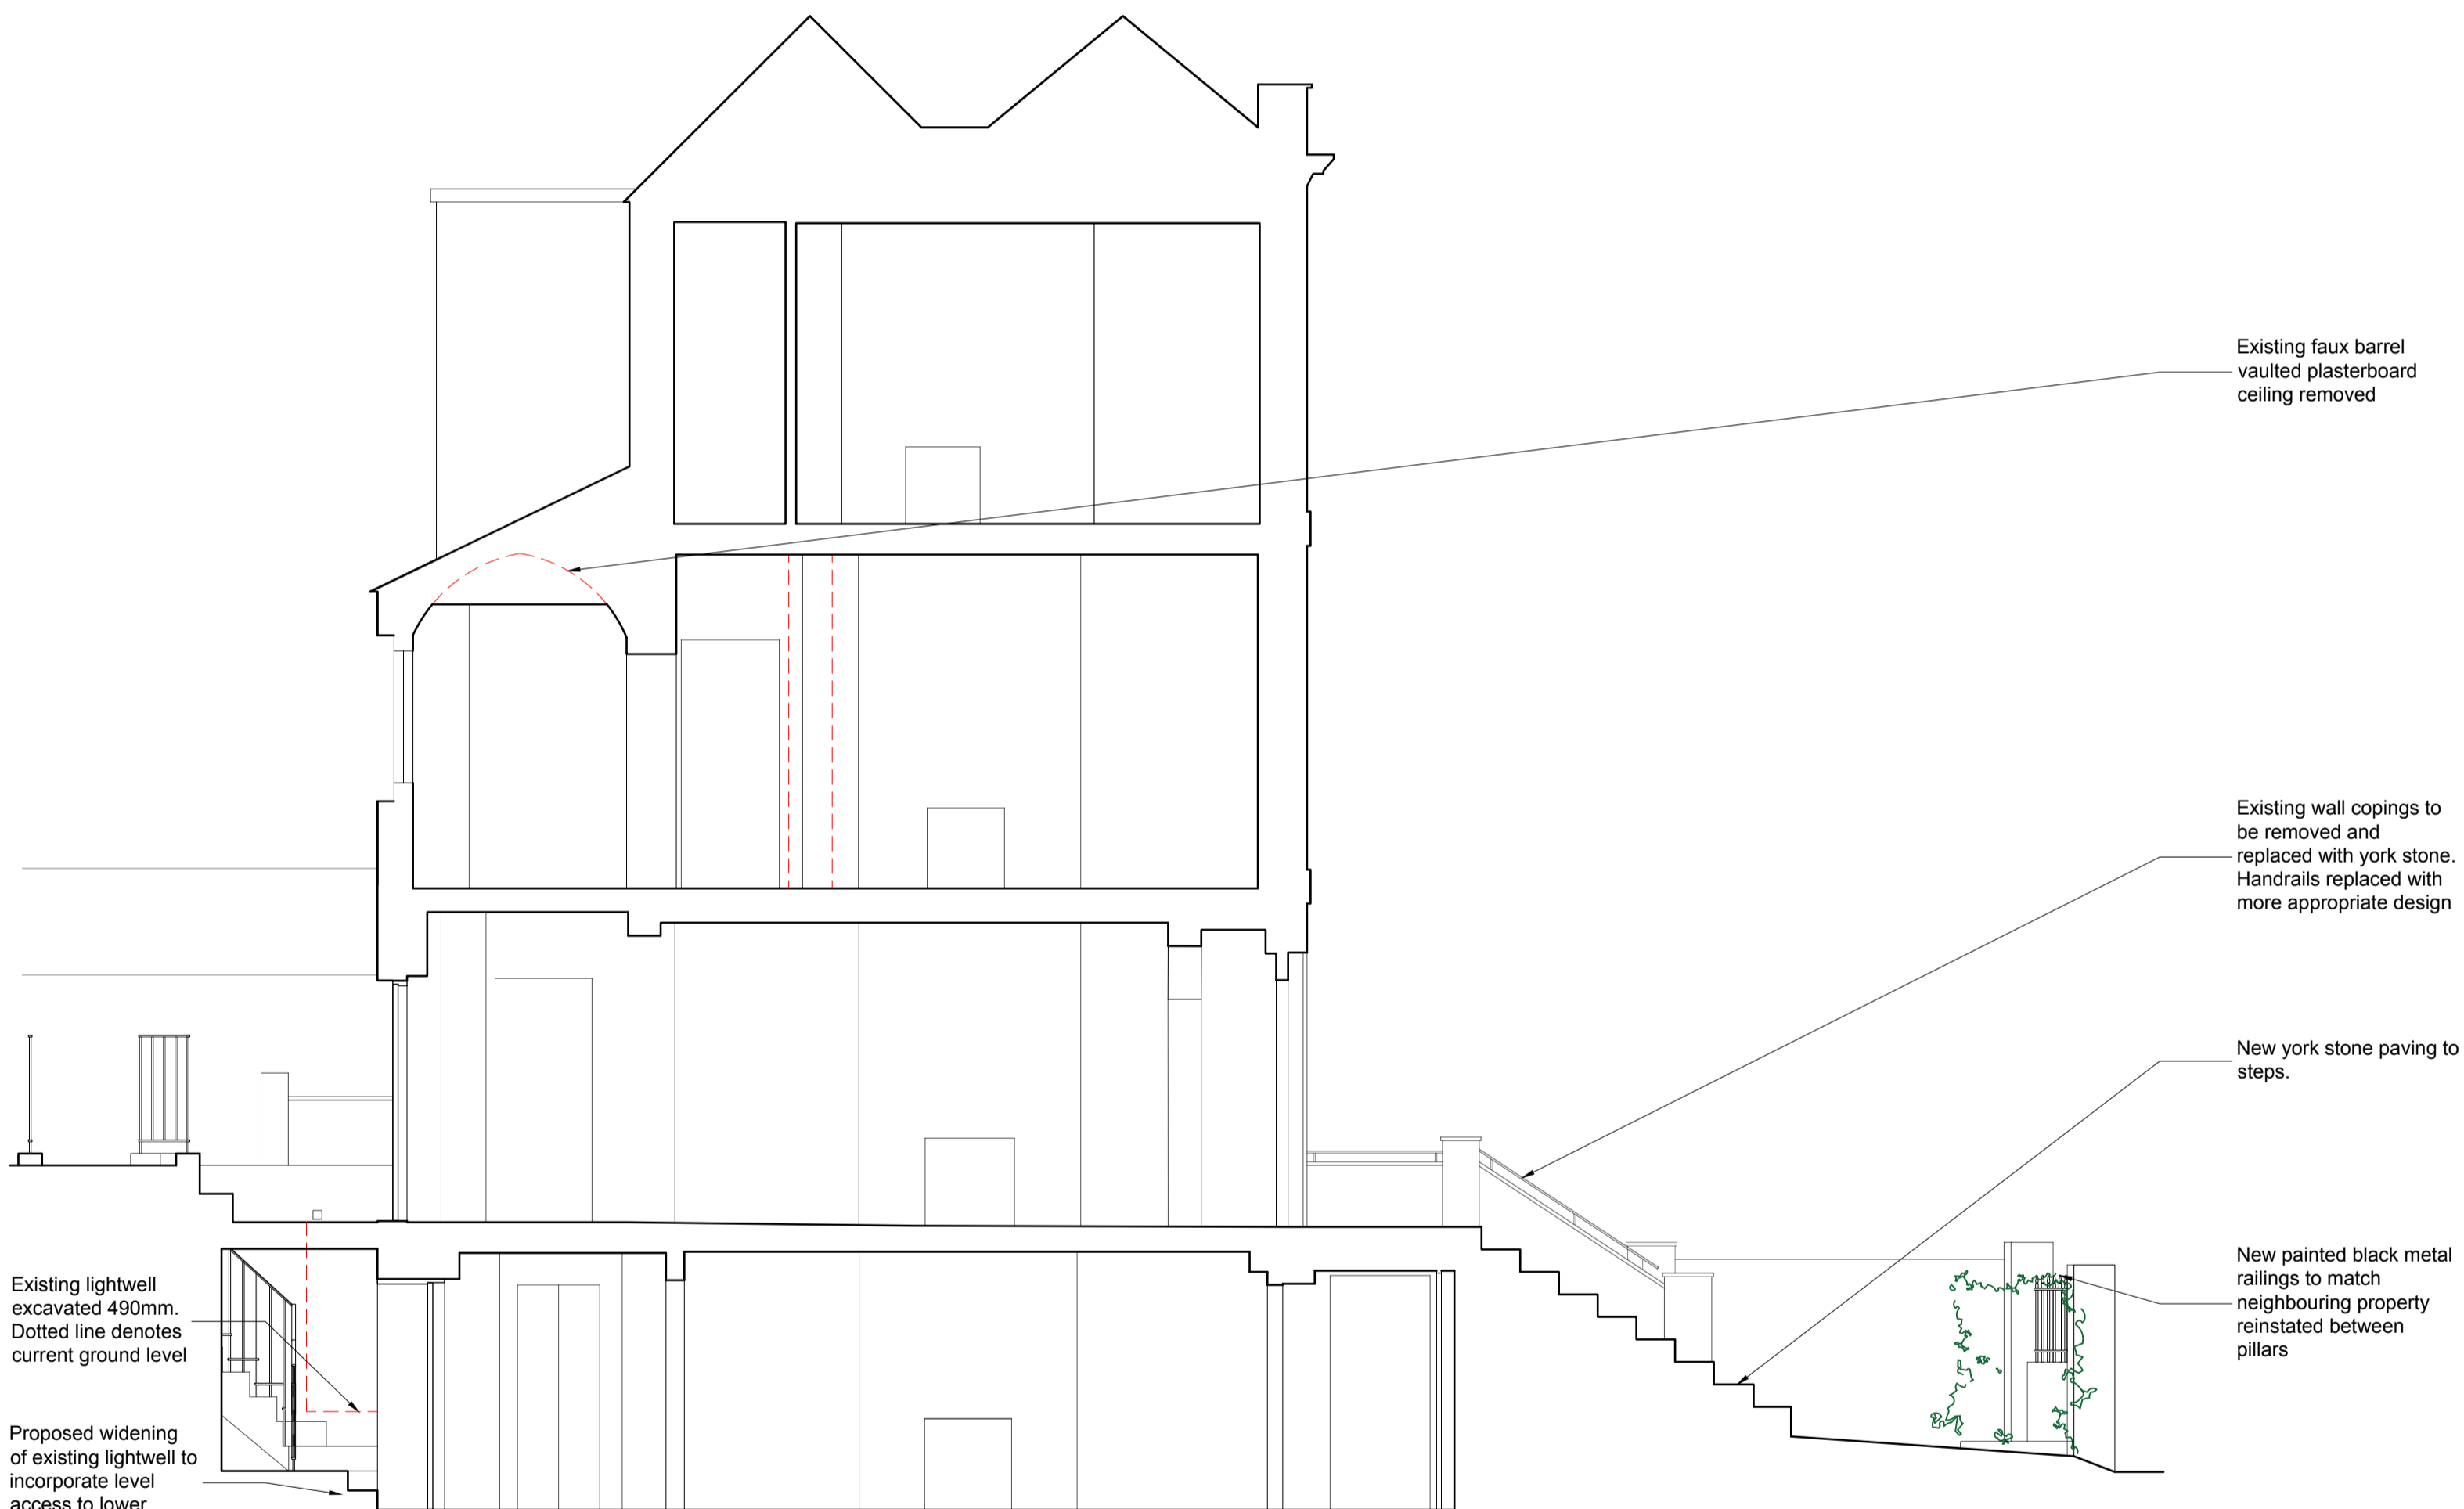 Existing faux barrel
vaulted plasterboard
ceiling removed
Existing wall copings to
be removed and
replaced with york stone.
Handrails replaced with
more appropriate design
New york stone paving to
steps.
New painted black metal
railings to match
neighbouring property
reinstated between
pillars
Existing lightwell
excavated 490mm.
Dotted line denotes
current ground level
Proposed widening
of existing lightwell to
incorporate level
access to lower